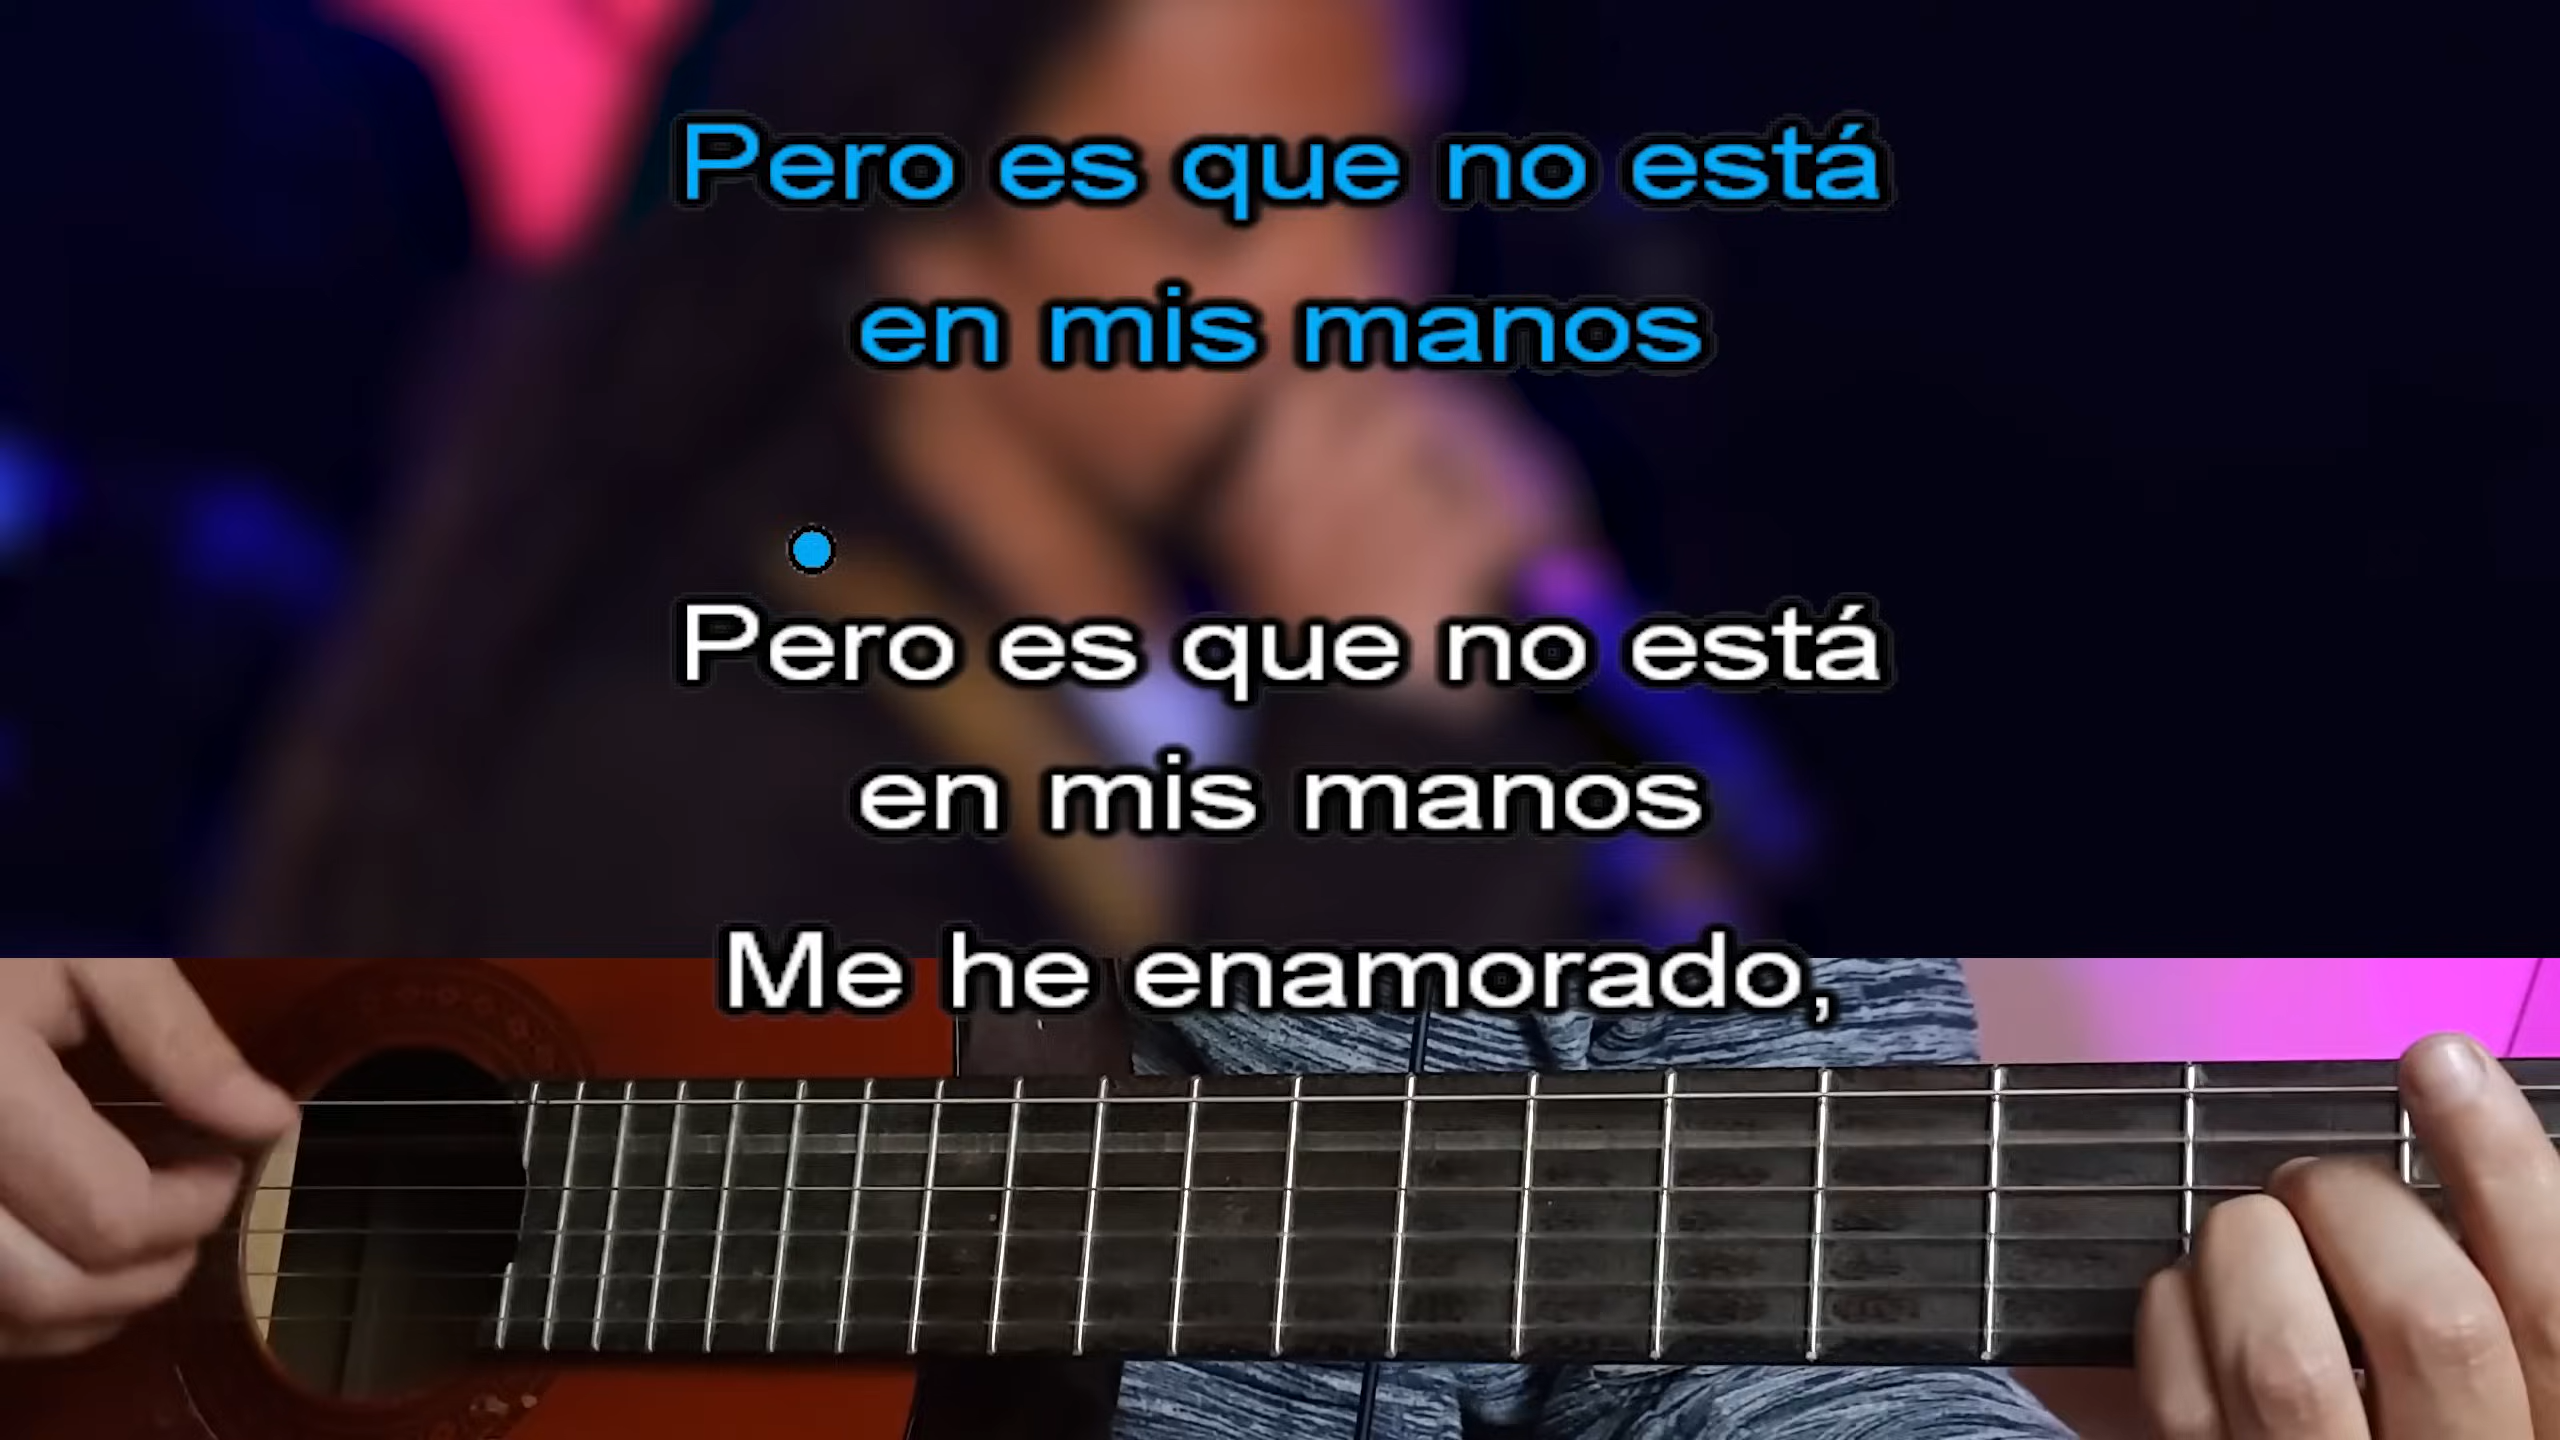 Pero es que no está
en mis manos
Pero es que no está
en mis manos
Me he enamorado,